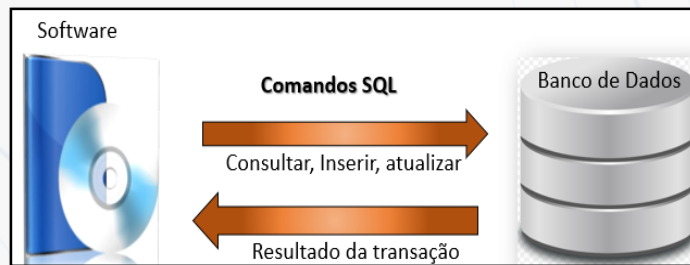 Software
Comandos SQL
Banco de Dados
Consultar, Inserir, atualizar
Resultado da transação